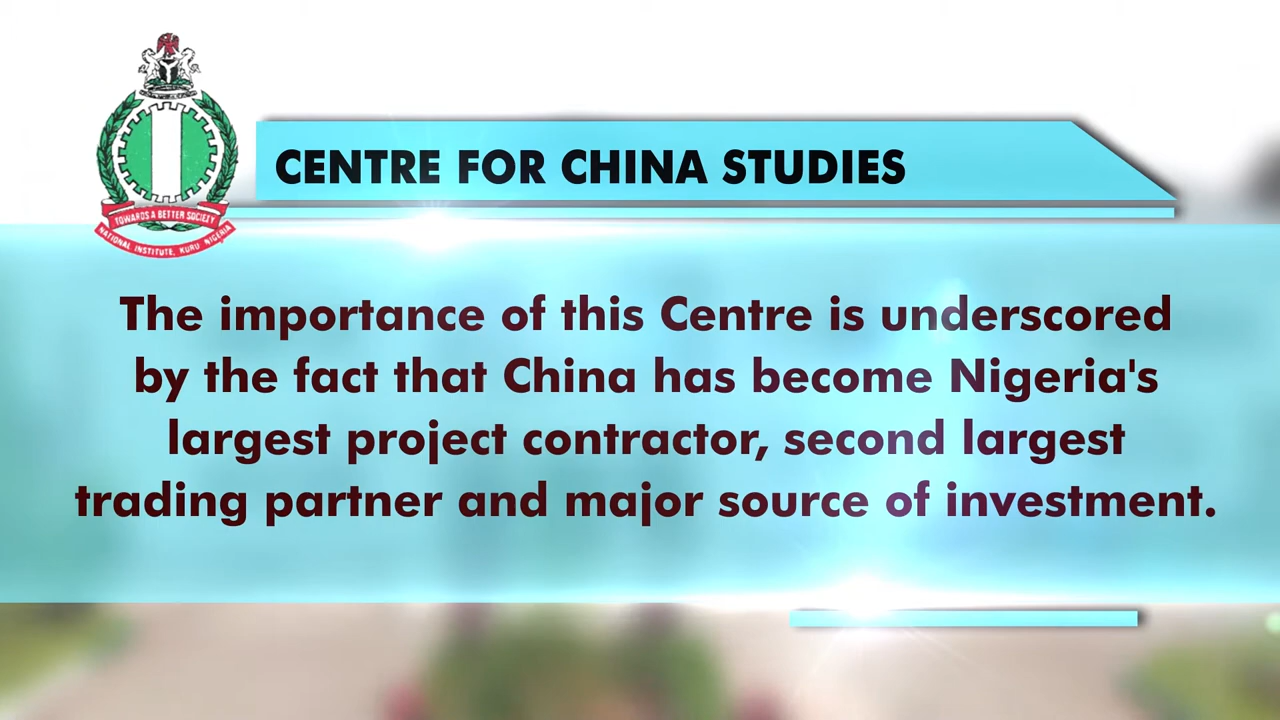 CENTRE FOR CHINA STUDIES
TOWARDS A BETTER SOCIETY
NATIONAL INSTITUTE, KURU NIGERIA
The importance of this Centre is underscored
by the fact that China has become Nigeria's
largest project contractor, second largest
trading partner and major source of investment.